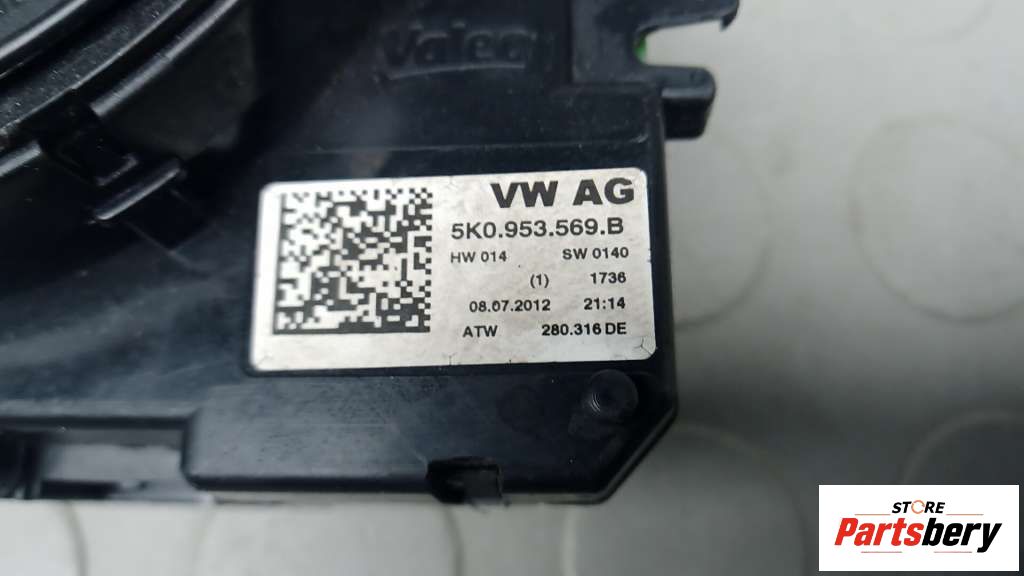 Valeo
VW AG
5K0.953.569.B
HW 014 SW 0140
(1) 1736
08.07.2012 21:14
ATW 280.316 DE
STORE
Partsbery